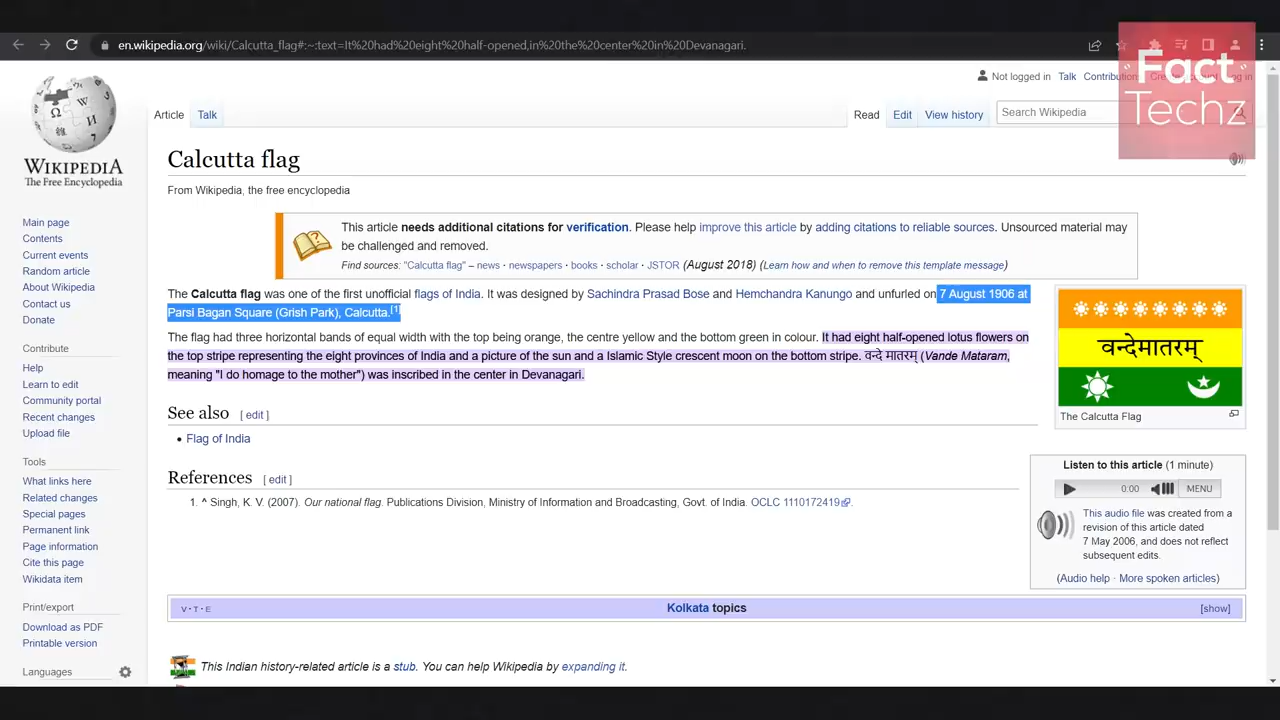 en.wikipedia.org/wiki/Calcutta_flag#:~:text=It%20had%20eight%20half-opened,in%20the%20center%20in%20Devanagari.
Fact
Techz
Not logged in Talk Contributions
Article Talk
Read Edit View history
Search Wikipedia
WIKIPEDIA
The Free Encyclopedia
Calcutta flag
From Wikipedia, the free encyclopedia
This article needs additional citations for verification. Please help improve this article by adding citations to reliable sources. Unsourced material may
be challenged and removed.
Find sources: "Calcutta flag" – news · newspapers · books · scholar · JSTOR (August 2018) (Learn how and when to remove this template message)
The Calcutta flag was one of the first unofficial flags of India. It was designed by Sachindra Prasad Bose and Hemchandra Kanungo and unfurled on 7 August 1906 at
Parsi Bagan Square (Grish Park), Calcutta.[1]
The flag had three horizontal bands of equal width with the top being orange, the centre yellow and the bottom green in colour. It had eight half-opened lotus flowers on
the top stripe representing the eight provinces of India and a picture of the sun and a Islamic Style crescent moon on the bottom stripe. वन्दे मातरम् (Vande Mataram,
meaning "I do homage to the mother") was inscribed in the center in Devanagari.
वन्देमातरम्
The Calcutta Flag
See also [ edit ]
• Flag of India
References [ edit ]
1. ^ Singh, K. V. (2007). Our national flag. Publications Division, Ministry of Information and Broadcasting, Govt. of India. OCLC 1110172419.
Listen to this article (1 minute)
0:00 MENU
This audio file was created from a
revision of this article dated
7 May 2006, and does not reflect
subsequent edits.
(Audio help · More spoken articles)
V · T · E Kolkata topics [show]
This Indian history-related article is a stub. You can help Wikipedia by expanding it.
Main page
Contents
Current events
Random article
About Wikipedia
Contact us
Donate
Contribute
Help
Learn to edit
Community portal
Recent changes
Upload file
Tools
What links here
Related changes
Special pages
Permanent link
Page information
Cite this page
Wikidata item
Print/export
Download as PDF
Printable version
Languages